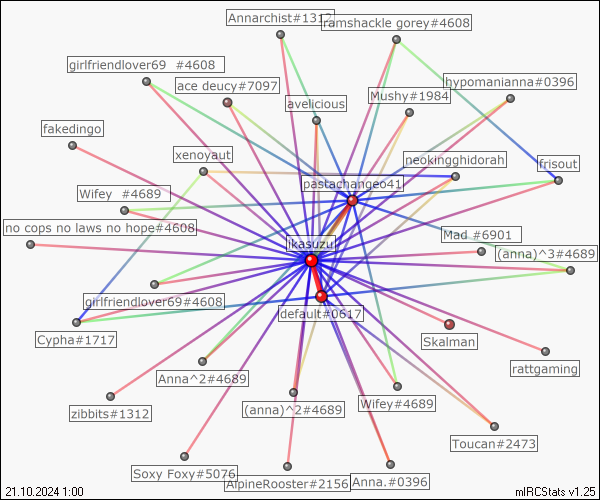 Annarchist#1312
ramshackle gorey#4608
girlfriendlover69  #4608
ace deucy#7097
hypomanianna#0396
avelicious
Mushy#1984
fakedingo
xenoyaut
neokingghidorah
frisout
pastachangeo41
Wifey  #4689
no cops no laws no hope#4608
Mad #6901
likasuzu
(anna)^3#4689
girlfriendlover69#4608
default#0617
Cypha#1717
Skalman
rattgaming
Anna^2#4689
zibbits#1312
(anna)^2#4689
Wifey#4689
Toucan#2473
Soxy Foxy#5076
AlpineRooster#2156
Anna.#0396
21.10.2024 1:00
mIRCStats v1.25